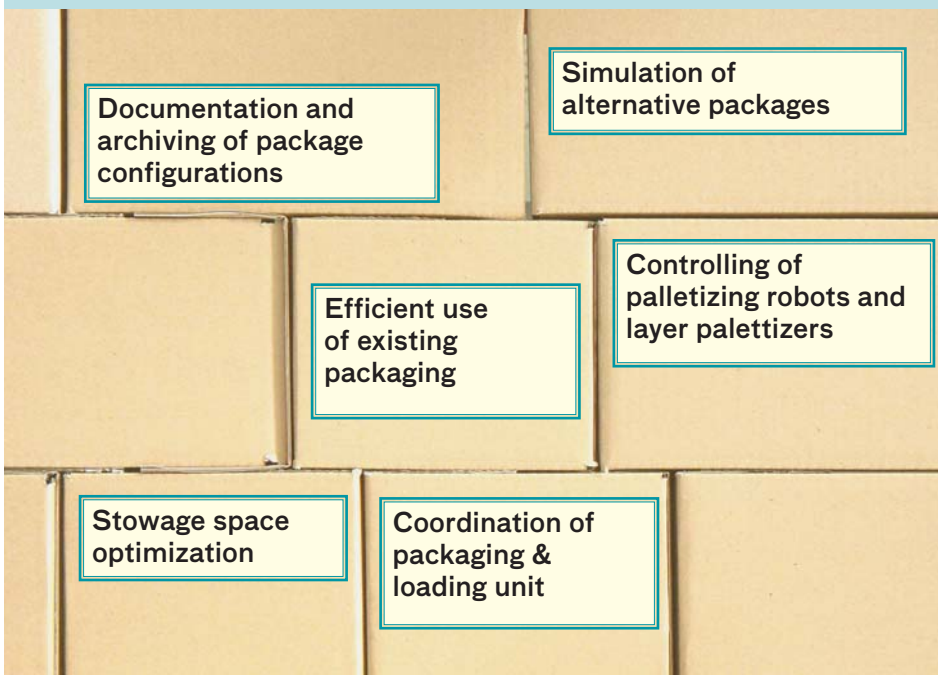 Documentation and
archiving of package
configurations
Simulation of
alternative packages
Efficient use
of existing
packaging
Controlling of
palletizing robots and
layer palettizers
Stowage space
optimization
Coordination of
packaging &
loading unit